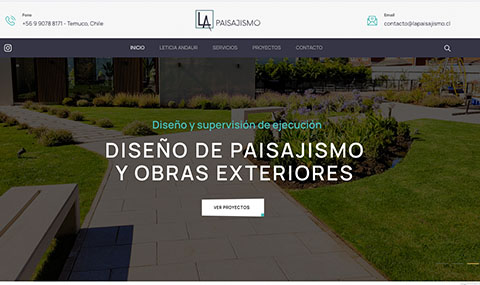 Fono
+56 9 9078 8171 - Temuco, Chile
LA PAISAJISMO
Email
contacto@lapaisajismo.cl
INICIO LETICIA ANDAUR SERVICIOS PROYECTOS CONTACTO
Diseño y supervisión de ejecución
DISEÑO DE PAISAJISMO
Y OBRAS EXTERIORES
VER PROYECTOS